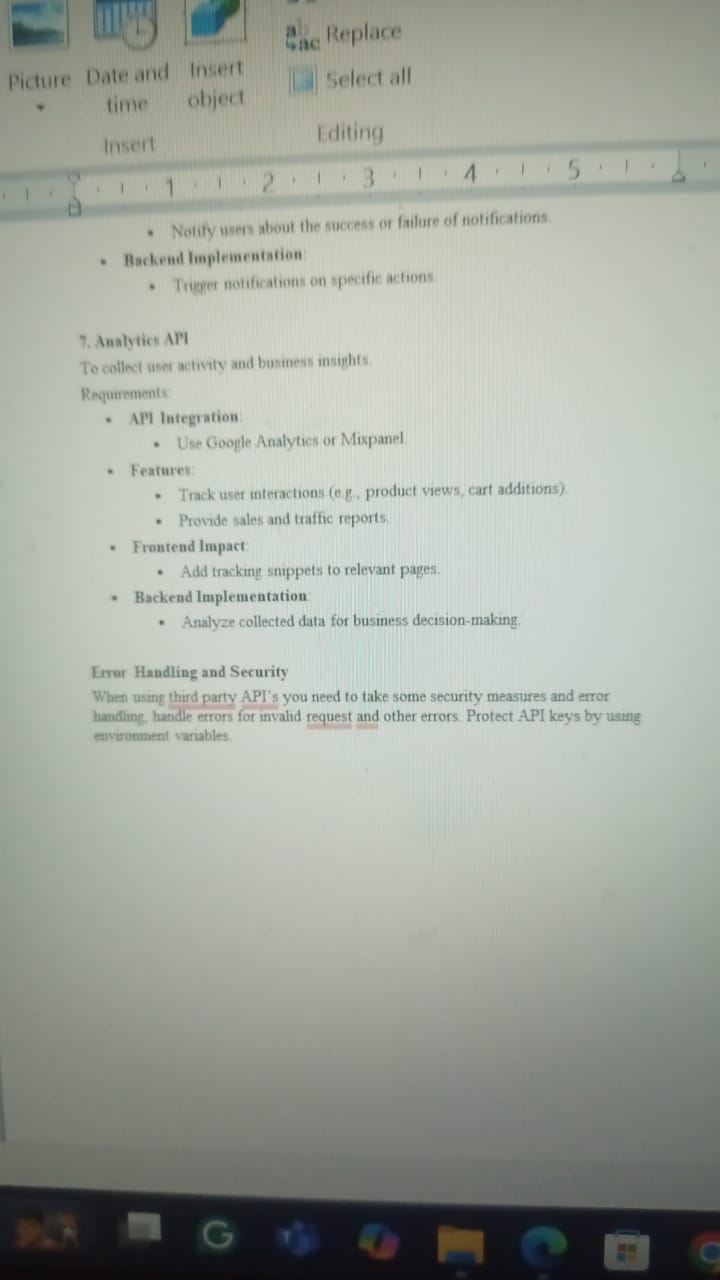 Picture
Date and time
Insert object
Replace
Select all
Insert
Editing
1 2 3 4 5
• Notify users about the success or failure of notifications.
• Backend Implementation:
• Trigger notifications on specific actions.
7. Analytics API
To collect user activity and business insights.
Requirements:
• API Integration:
• Use Google Analytics or Mixpanel.
• Features:
• Track user interactions (e.g., product views, cart additions).
• Provide sales and traffic reports.
• Frontend Impact:
• Add tracking snippets to relevant pages.
• Backend Implementation:
• Analyze collected data for business decision-making.
Error Handling and Security
When using third party API's you need to take some security measures and error
handling, handle errors for invalid request and other errors. Protect API keys by using
environment variables.